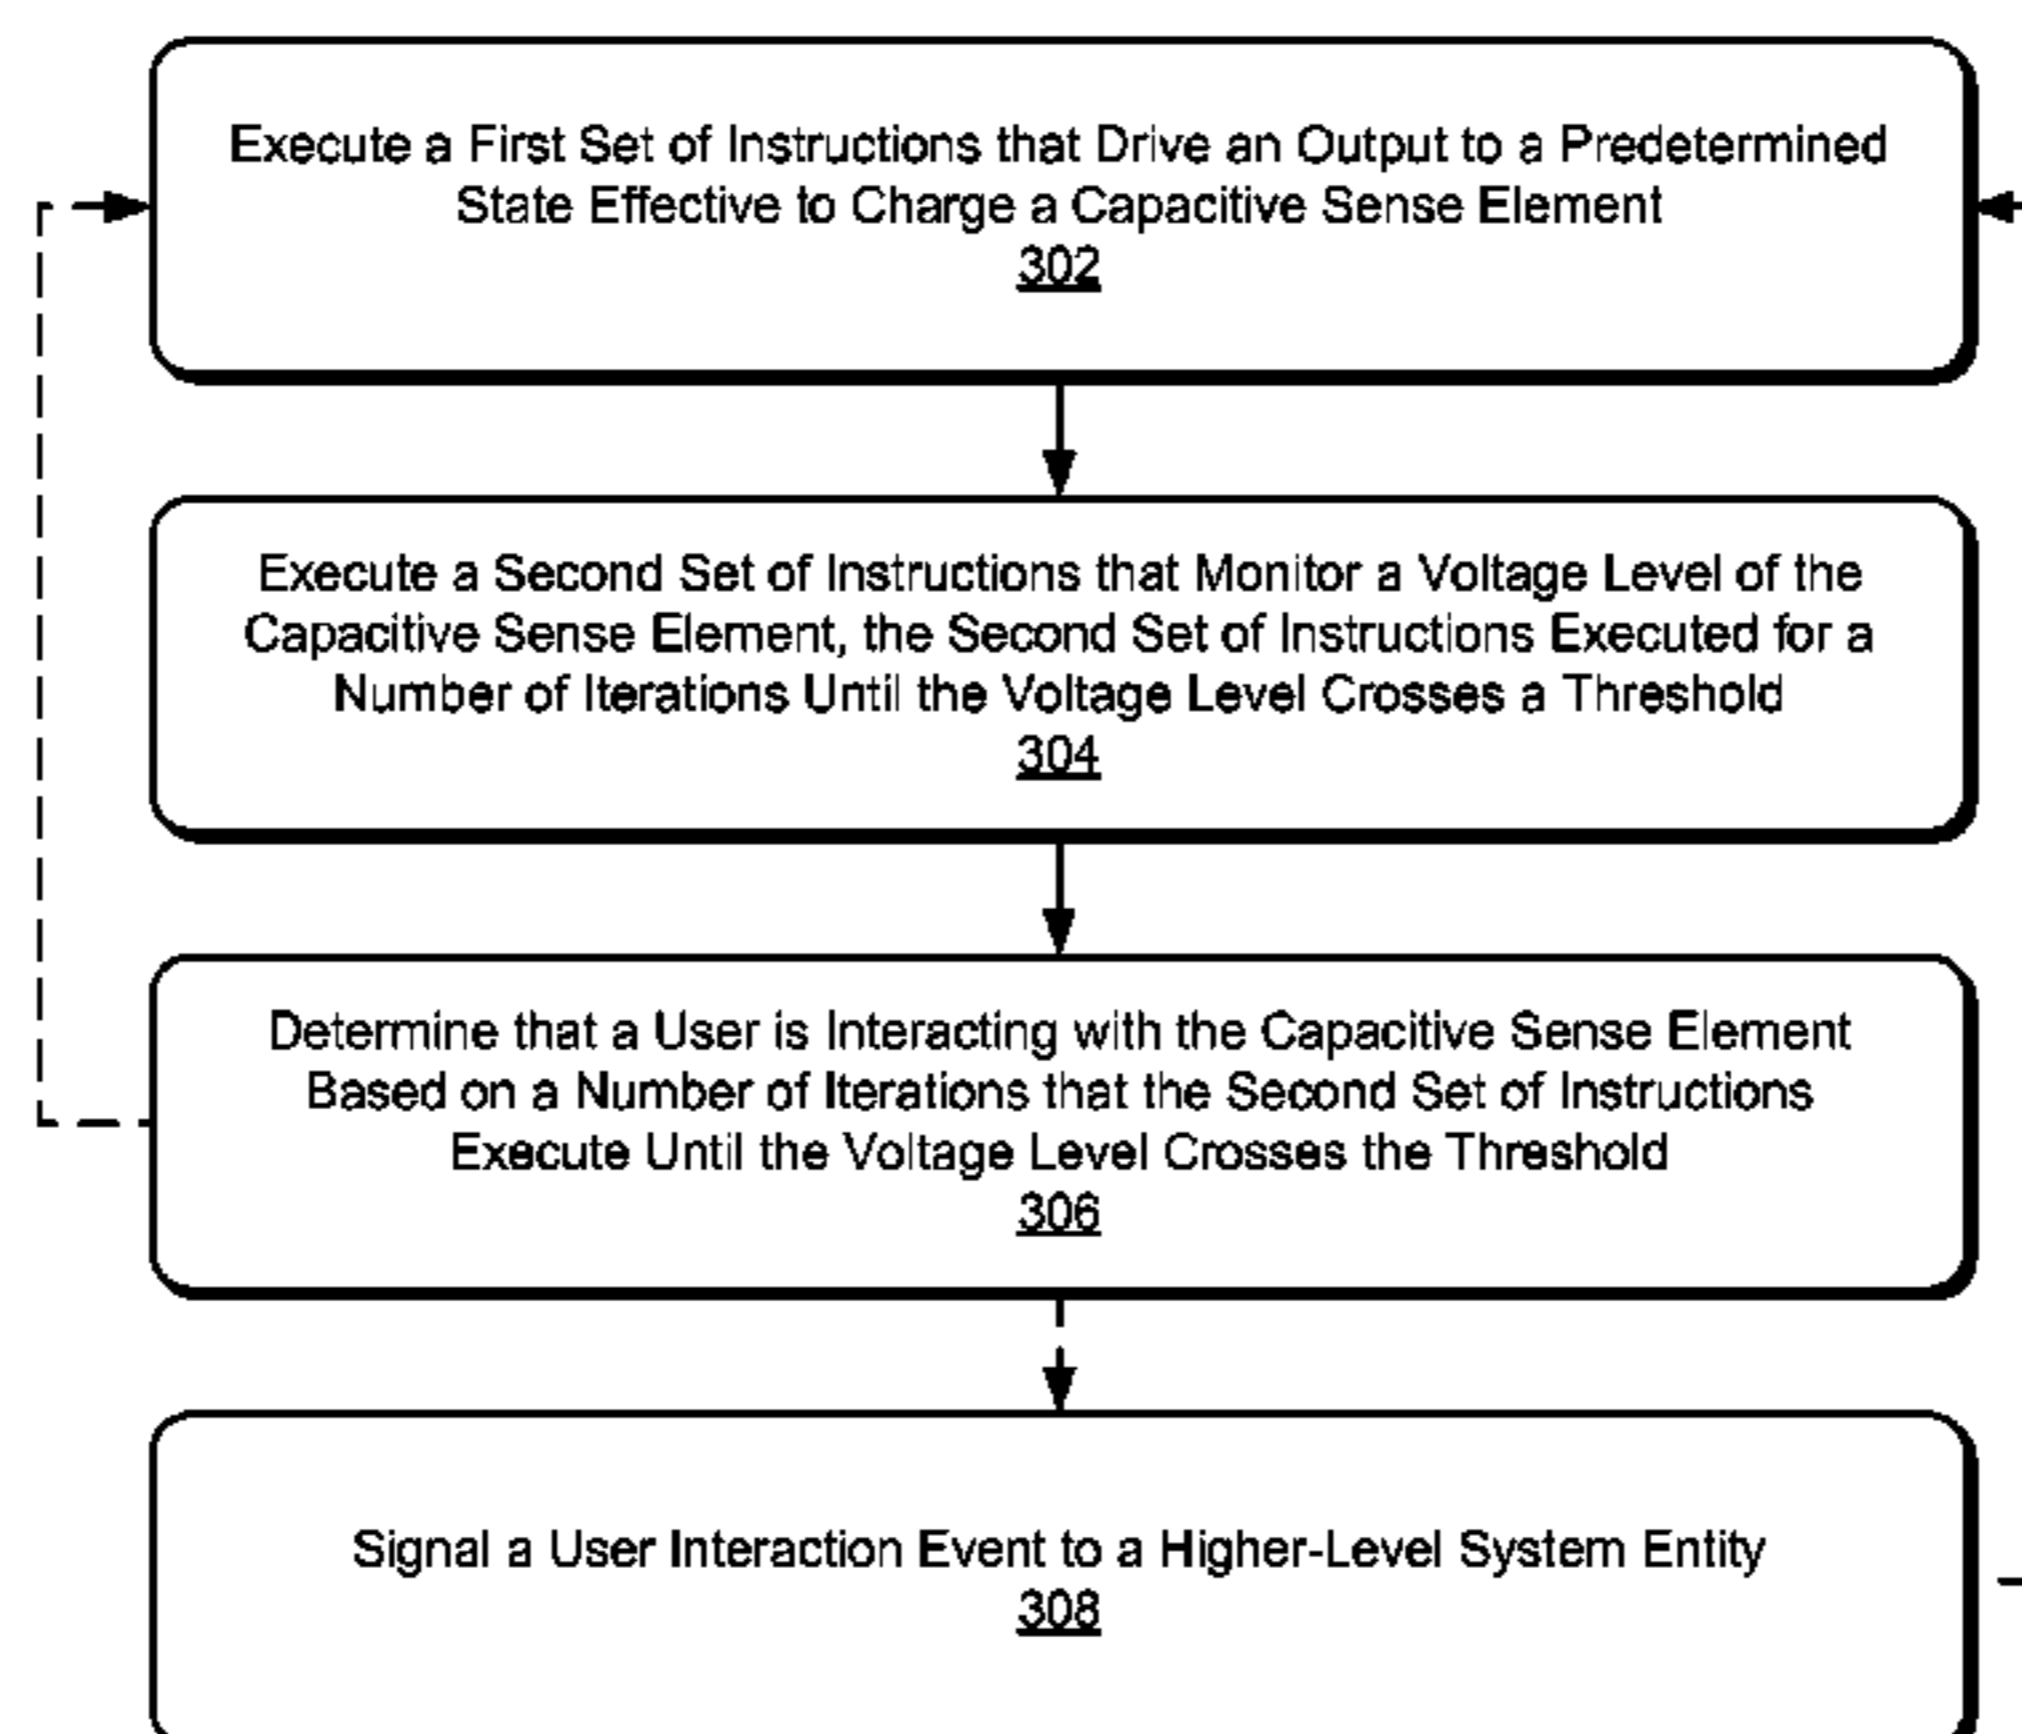 Execute a First Set of Instructions that Drive an Output to a Predetermined
State Effective to Charge a Capacitive Sense Element
302
Execute a Second Set of Instructions that Monitor a Voltage Level of the
Capacitive Sense Element, the Second Set of Instructions Executed for a
Number of Iterations Until the Voltage Level Crosses a Threshold
304
Determine that a User is Interacting with the Capacitive Sense Element
Based on a Number of Iterations that the Second Set of Instructions
Execute Until the Voltage Level Crosses the Threshold
306
Signal a User Interaction Event to a Higher-Level System Entity
308